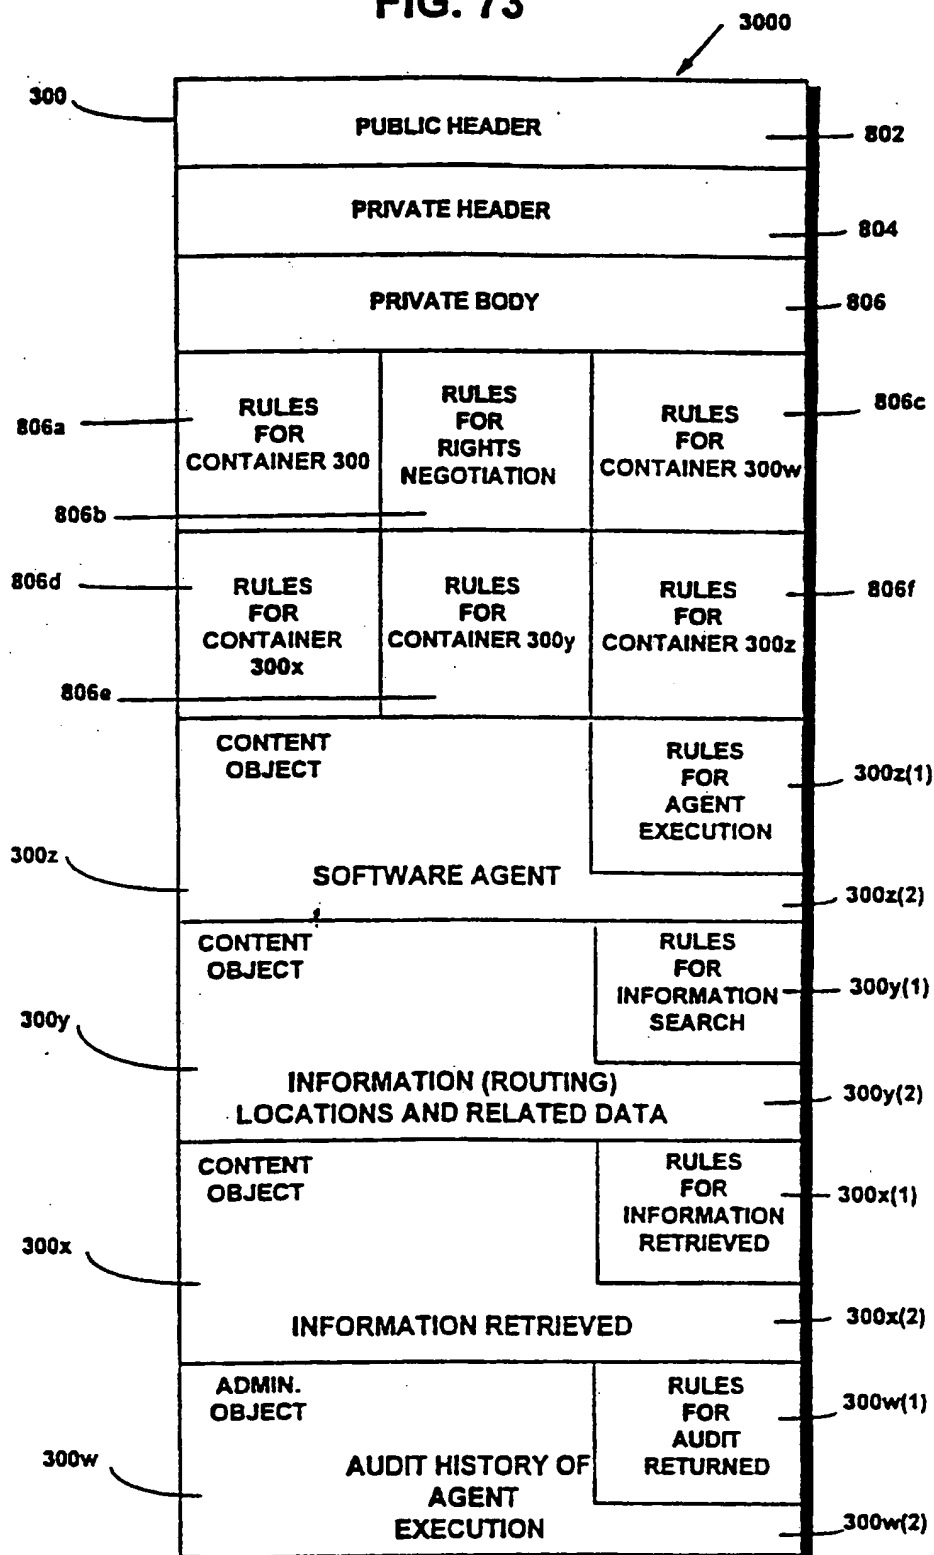 FIG. 73
3000
300
PUBLIC HEADER
802
PRIVATE HEADER
804
PRIVATE BODY
806
806a
RULES
FOR
CONTAINER 300
806b
RULES
FOR
RIGHTS
NEGOTIATION
RULES
FOR
CONTAINER 300w
806c
806d
RULES
FOR
CONTAINER
300x
806e
RULES
FOR
CONTAINER 300y
RULES
FOR
CONTAINER 300z
806f
CONTENT
OBJECT
RULES
FOR
AGENT
EXECUTION
300z(1)
300z
SOFTWARE AGENT
300z(2)
CONTENT
OBJECT
RULES
FOR
INFORMATION
SEARCH
300y(1)
300y
INFORMATION (ROUTING)
LOCATIONS AND RELATED DATA
300y(2)
CONTENT
OBJECT
RULES
FOR
INFORMATION
RETRIEVED
300x(1)
300x
INFORMATION RETRIEVED
300x(2)
ADMIN.
OBJECT
RULES
FOR
AUDIT
RETURNED
300w(1)
300w
AUDIT HISTORY OF
AGENT
EXECUTION
300w(2)